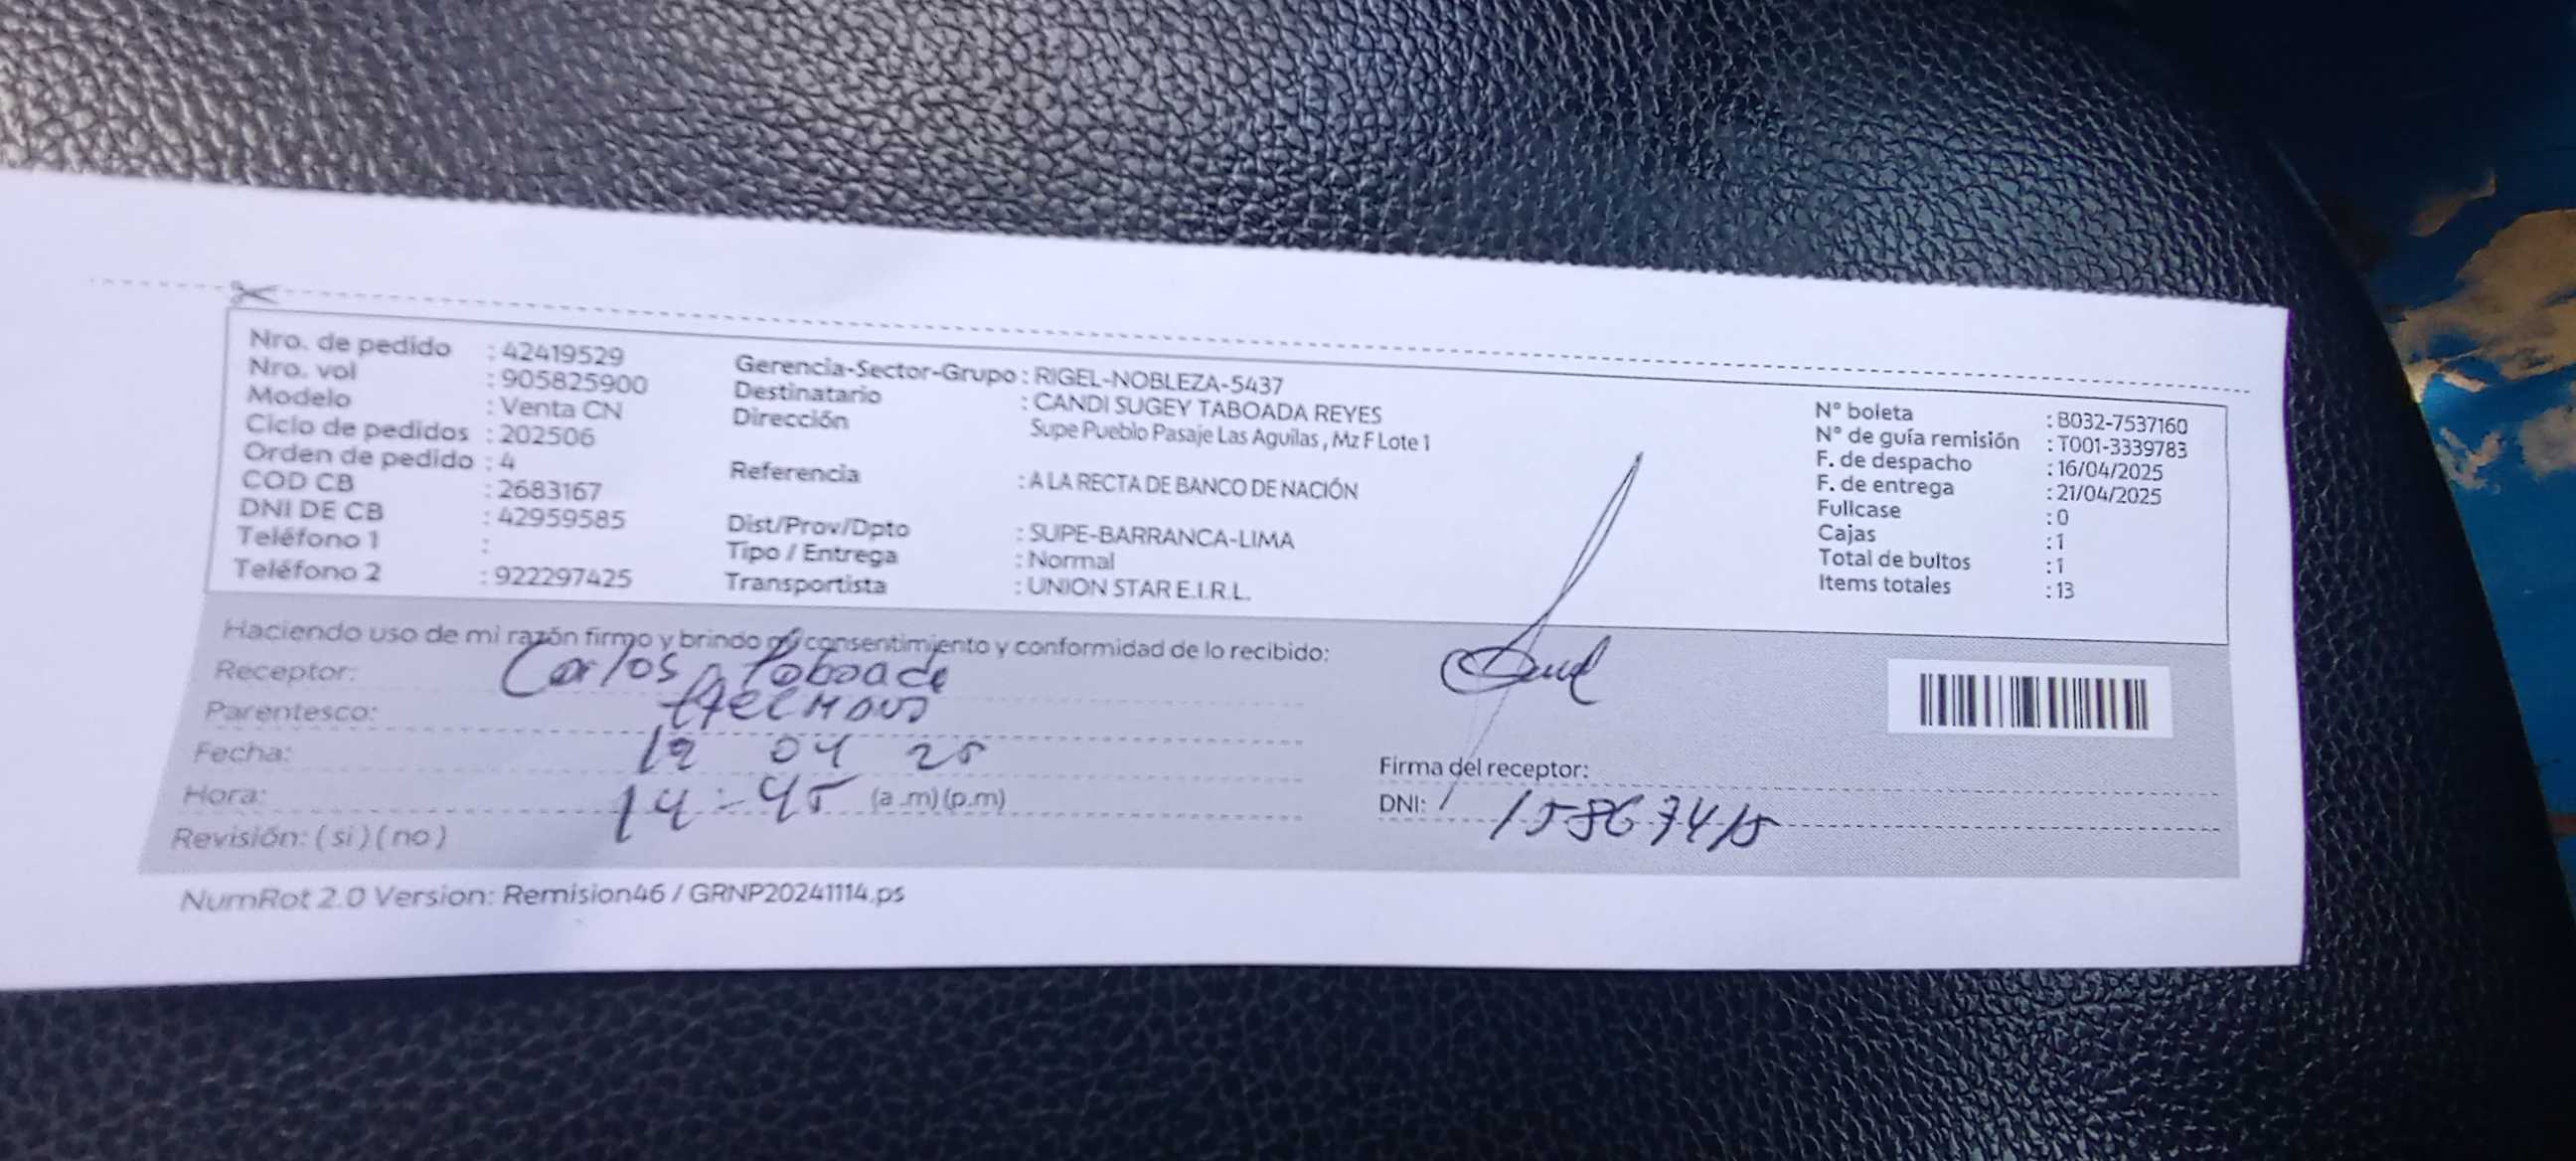 Nro. de pedido : 42419529
Nro. vol : 905825900
Modelo : Venta CN
Ciclo de pedidos : 202506
Orden de pedido : 4
COD CB : 2683167
DNI DE CB : 42959585
Teléfono 1 :
Teléfono 2 : 922297425
Gerencia-Sector-Grupo : RIGEL-NOBLEZA-5437
Destinatario : CANDI SUGEY TABOADA REYES
Dirección Supe Pueblo Pasaje Las Aguilas , Mz F Lote 1
Referencia : A LA RECTA DE BANCO DE NACIÓN
Dist/Prov/Dpto : SUPE-BARRANCA-LIMA
Tipo / Entrega : Normal
Transportista : UNION STAR E.I.R.L.
N° boleta : B032-7537160
N° de guía remisión : T001-3339783
F. de despacho : 16/04/2025
F. de entrega : 21/04/2025
Fullcase : 0
Cajas : 1
Total de bultos : 1
Items totales : 13
Haciendo uso de mi razón firmo y brindo mi consentimiento y conformidad de lo recibido:
Receptor: Carlos Taboada
Parentesco: Hermano
Fecha: 04 25
Hora: 14:45 (a .m) (p.m)
Revisión: ( si ) ( no )
Firma del receptor:
DNI: 15867415
NumRot 2.0 Version: Remision46 / GRNP20241114.ps